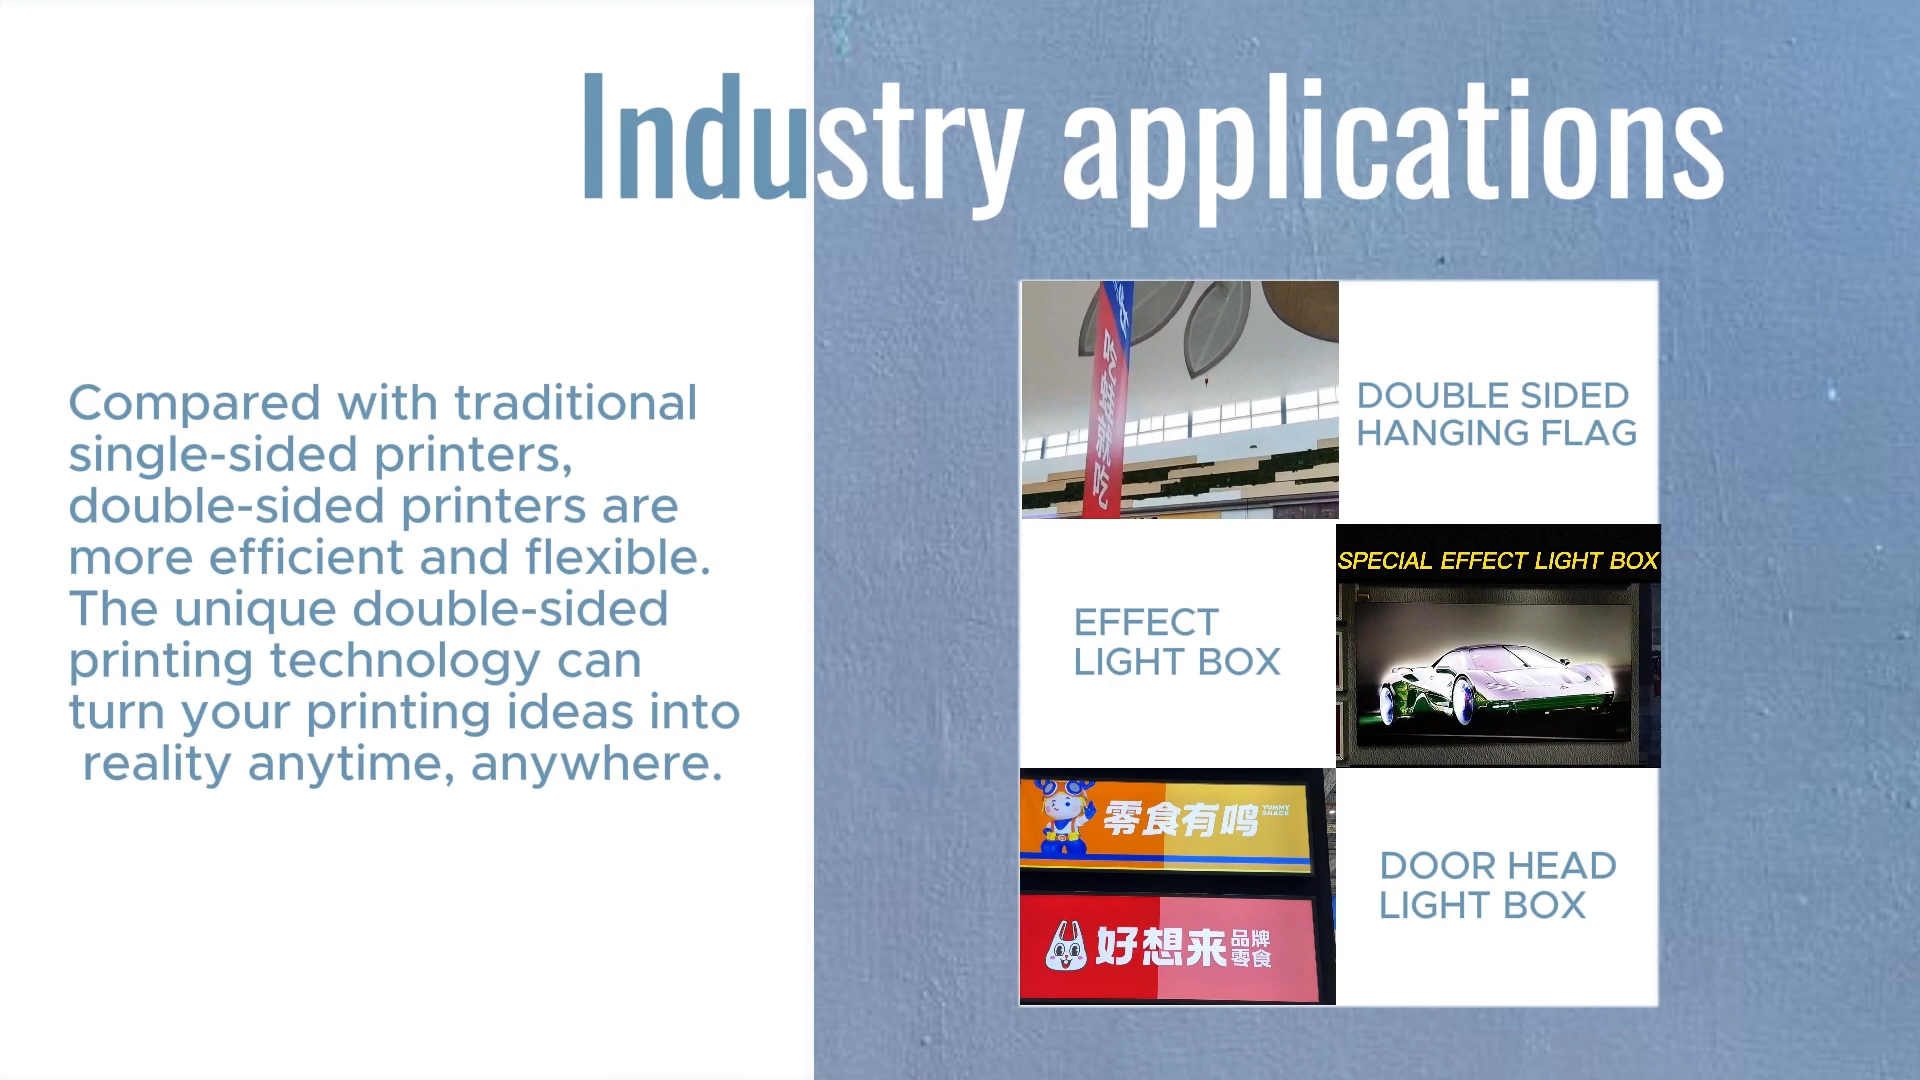 Industry applications
Compared with traditional
single-sided printers,
double-sided printers are
more efficient and flexible.
The unique double-sided
printing technology can
turn your printing ideas into
reality anytime, anywhere.
DOUBLE SIDED
HANGING FLAG
EFFECT
LIGHT BOX
SPECIAL EFFECT LIGHT BOX
零食有鸣
YUMMY
SNACK
好想来
品牌
零食
DOOR HEAD
LIGHT BOX